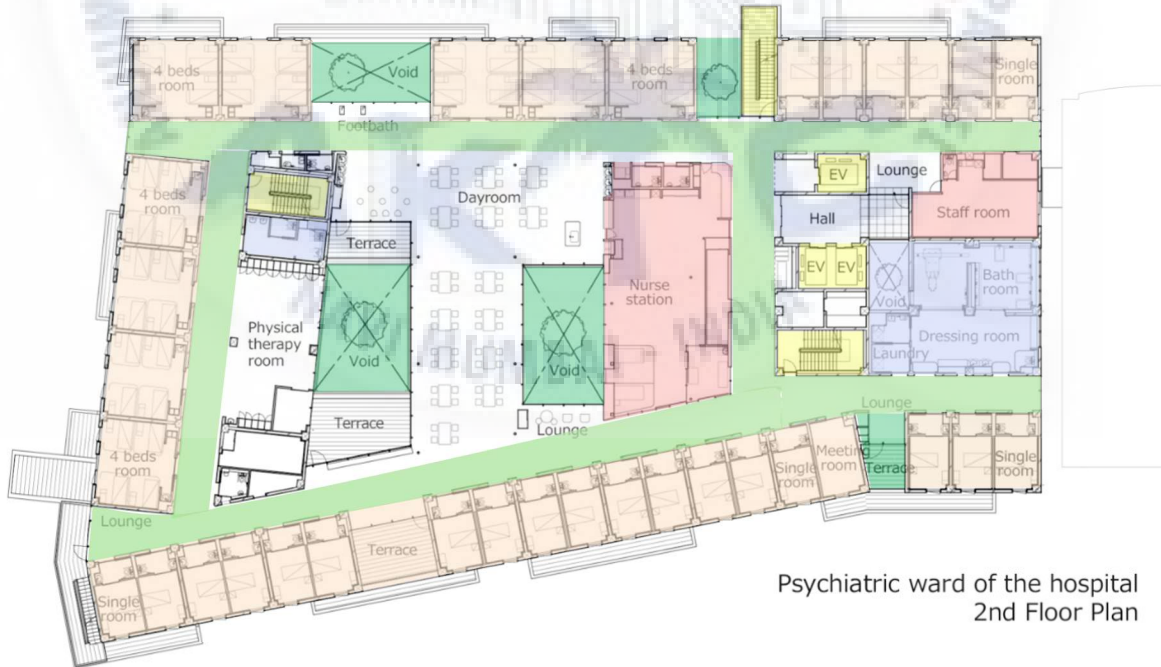 4 beds
room
Void
4 beds
room
Single
room
Footbath
4 beds
room
Dayroom
EV
Lounge
Hall
Staff room
Terrace
Nurse
station
EV
EV
Void
Bath
room
Physical
therapy
room
Void
Void
Laundry
Dressing room
Terrace
Lounge
Lounge
4 beds
room
Meeting
room
Single
room
Terrace
Single
room
Lounge
Terrace
Single
room
Psychiatric ward of the hospital
2nd Floor Plan